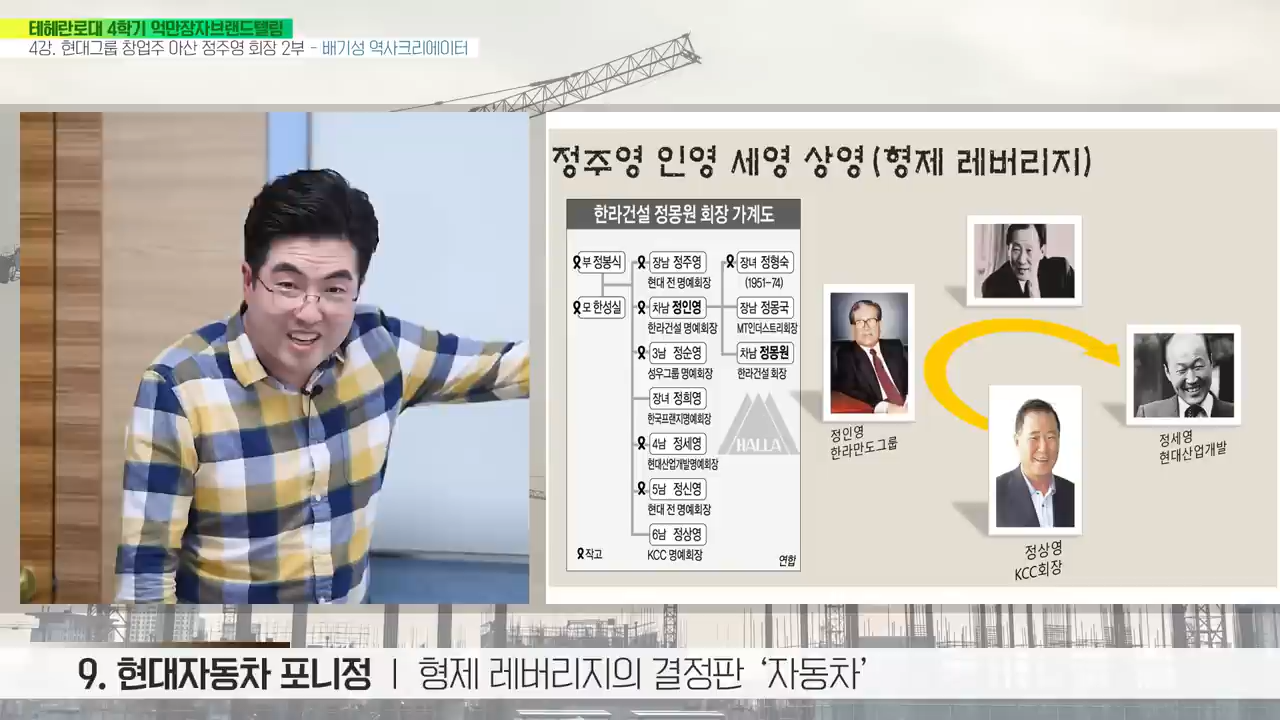 테헤란로대 4학기 억만장자브랜드텔링
4강. 현대그룹 창업주 아산 정주영 회장 2부 - 배기성 역사크리에이터
정주영 인영 세영 상영(형제 레버리지)
한라건설 정몽원 회장 가계도
부 정봉식
모 한성실
장남 정주영
현대 전 명예회장
차남 정인영
한라건설 명예회장
3남 정순영
성우그룹 명예회장
장녀 정희영
한국프랜지명예회장
4남 정세영
현대산업개발명예회장
5남 정신영
현대 전 명예회장
6남 정상영
KCC 명예회장
장녀 정형숙
(1951-74)
장남 정몽국
MT인더스트리회장
차남 정몽원
한라건설 회장
HALLA
작고
연합
정인영
한라만도그룹
정세영
현대산업개발
정상영
KCC회장
9. 현대자동차 포니정 | 형제 레버리지의 결정판 ‘자동차’